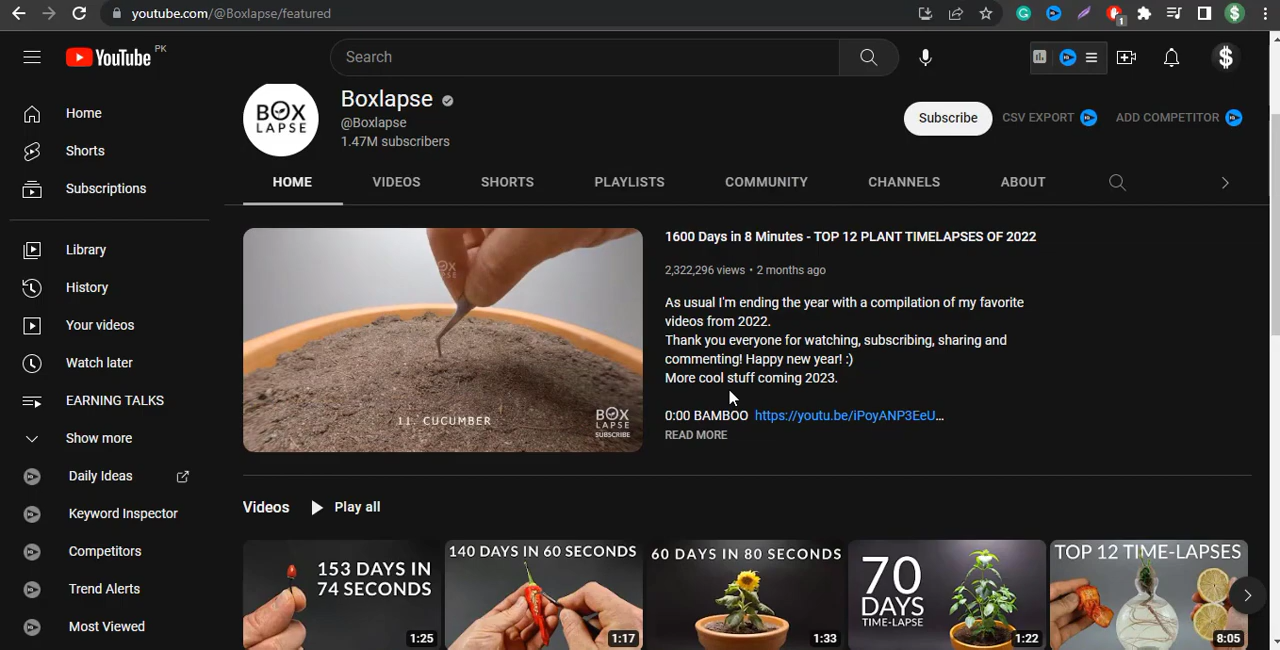 youtube.com/@Boxlapse/featured
YouTube PK
Search
Home
Shorts
Subscriptions
Library
History
Your videos
Watch later
EARNING TALKS
Show more
Daily Ideas
Keyword Inspector
Competitors
Trend Alerts
Most Viewed
BOX
LAPSE
Boxlapse
@Boxlapse
1.47M subscribers
Subscribe
CSV EXPORT
ADD COMPETITOR
HOME VIDEOS SHORTS PLAYLISTS COMMUNITY CHANNELS ABOUT
11. CUCUMBER
BOX
LAPSE
SUBSCRIBE
1600 Days in 8 Minutes - TOP 12 PLANT TIMELAPSES OF 2022
2,322,296 views • 2 months ago
As usual I'm ending the year with a compilation of my favorite
videos from 2022.
Thank you everyone for watching, subscribing, sharing and
commenting! Happy new year! :)
More cool stuff coming 2023.
0:00 BAMBOO https://youtu.be/iPoyANP3EeU...
READ MORE
Videos Play all
153 DAYS IN
74 SECONDS
1:25
140 DAYS IN 60 SECONDS
1:17
60 DAYS IN 80 SECONDS
1:33
70
DAYS
TIME-LAPSE
1:22
TOP 12 TIME-LAPSES
8:05